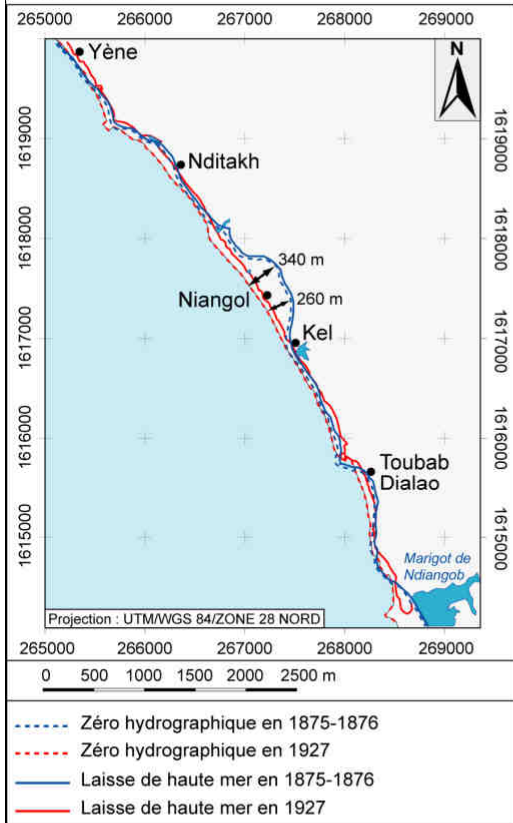 265000 266000 267000 268000 269000
Yène
N
1619000 1619000
Nditakh
1618000 1618000
340 m
Niangol 260 m
1617000 Kel 1617000
1616000 1616000
Toubab
Dialao
1615000 1615000
Marigot de
Ndiangob
Projection : UTM/WGS 84/ZONE 28 NORD
265000 266000 267000 268000 269000
0 500 1000 1500 2000 2500 m
Zéro hydrographique en 1875-1876
Zéro hydrographique en 1927
Laisse de haute mer en 1875-1876
Laisse de haute mer en 1927